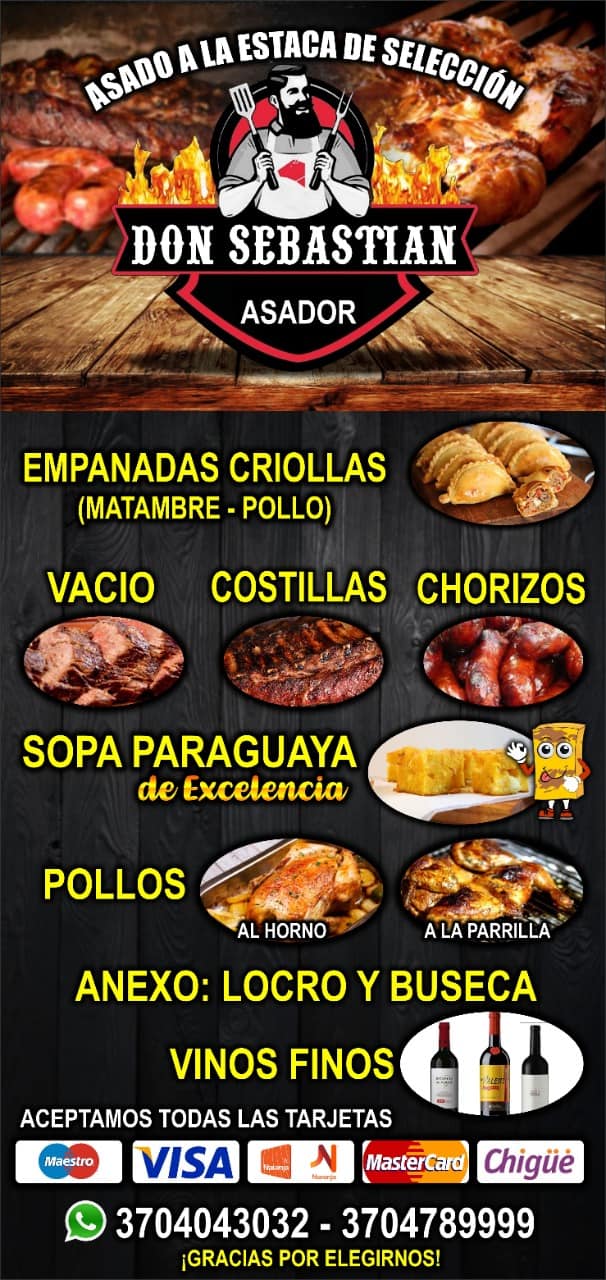 ASADO A LA ESTACA DE SELECCIÓN
DON SEBASTIAN
ASADOR
EMPANADAS CRIOLLAS
(MATAMBRE - POLLO)
VACIO COSTILLAS CHORIZOS
SOPA PARAGUAYA
de Excelencia
POLLOS
AL HORNO A LA PARRILLA
ANEXO: LOCRO Y BUSECA
VINOS FINOS
ACEPTAMOS TODAS LAS TARJETAS
Maestro VISA Naranja Naranja MasterCard Chigüé
3704043032 - 3704789999
¡GRACIAS POR ELEGIRNOS!